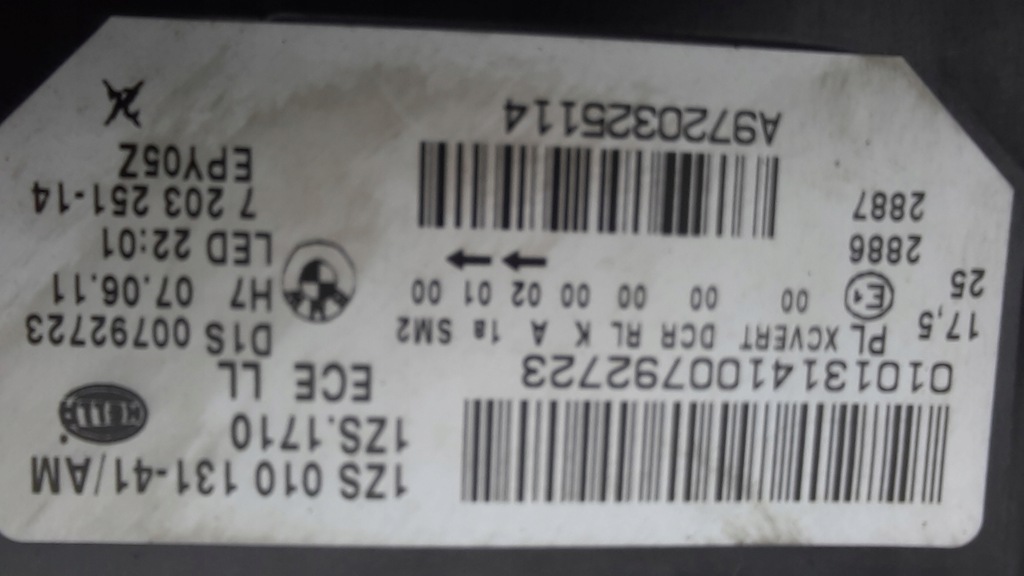 1ZS 010 131-41/AM
1ZS.1710
HELLA
ECE LL
D1S 00792723
H7 07.06.11
LED 22:01
7 203 251-14
EPY05Z
0101314100792723
PL XCVERT DCR RL K A 1a SM2
E1 00 00 00 00 02 01 00
17,5
25
2886
2887
A9720325114